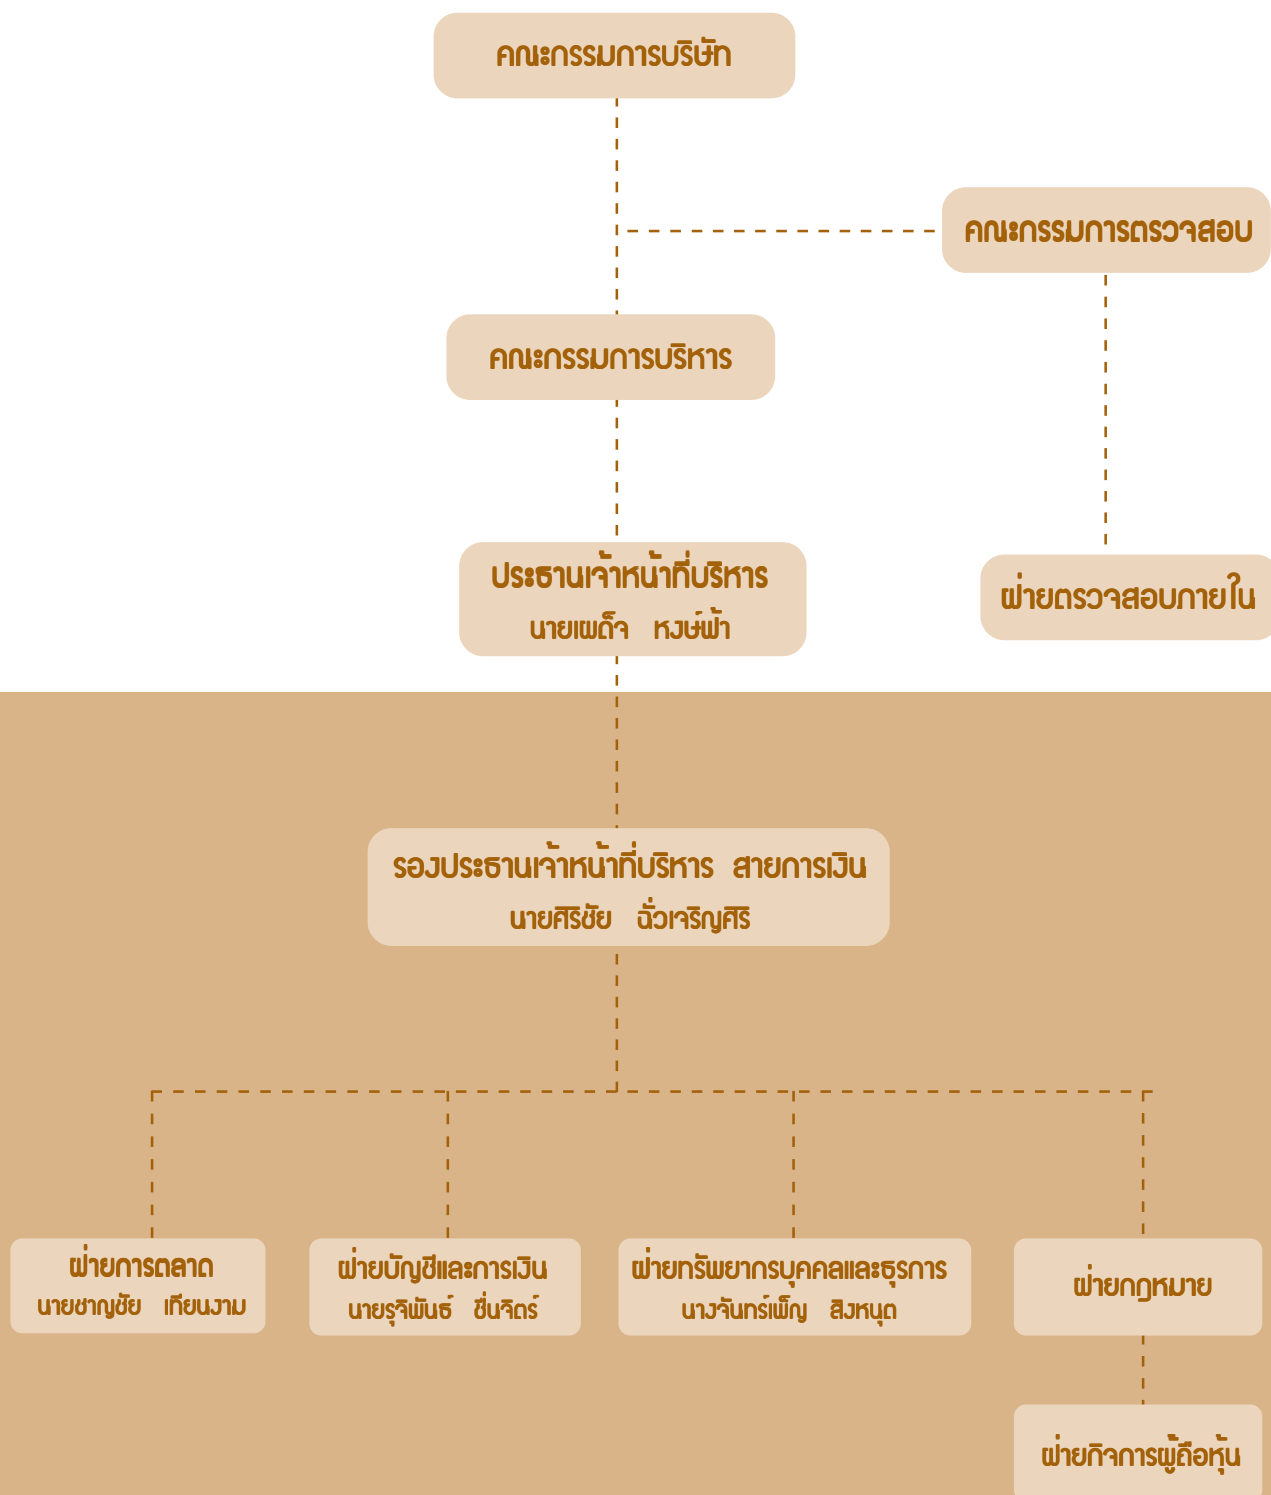 คณะกรรมการบริษัท
คณะกรรมการตรวจสอบ
คณะกรรมการบริหาร
ประธานเจ้าหน้าที่บริหาร
นายเผด็จ หงษ์ฟ้า
ฝ่ายตรวจสอบภายใน
รองประธานเจ้าหน้าที่บริหาร สายการเงิน
นายศิริชัย ฉั่วเจริญศิริ
ฝ่ายการตลาด
นายชาญชัย เทียนงาม
ฝ่ายบัญชีและการเงิน
นายรุจิพันธ์ ชื่นจิตร์
ฝ่ายทรัพยากรบุคคลและธุรการ
นางจันทร์เพ็ญ สิงหนุต
ฝ่ายกฎหมาย
ฝ่ายกิจการผู้ถือหุ้น